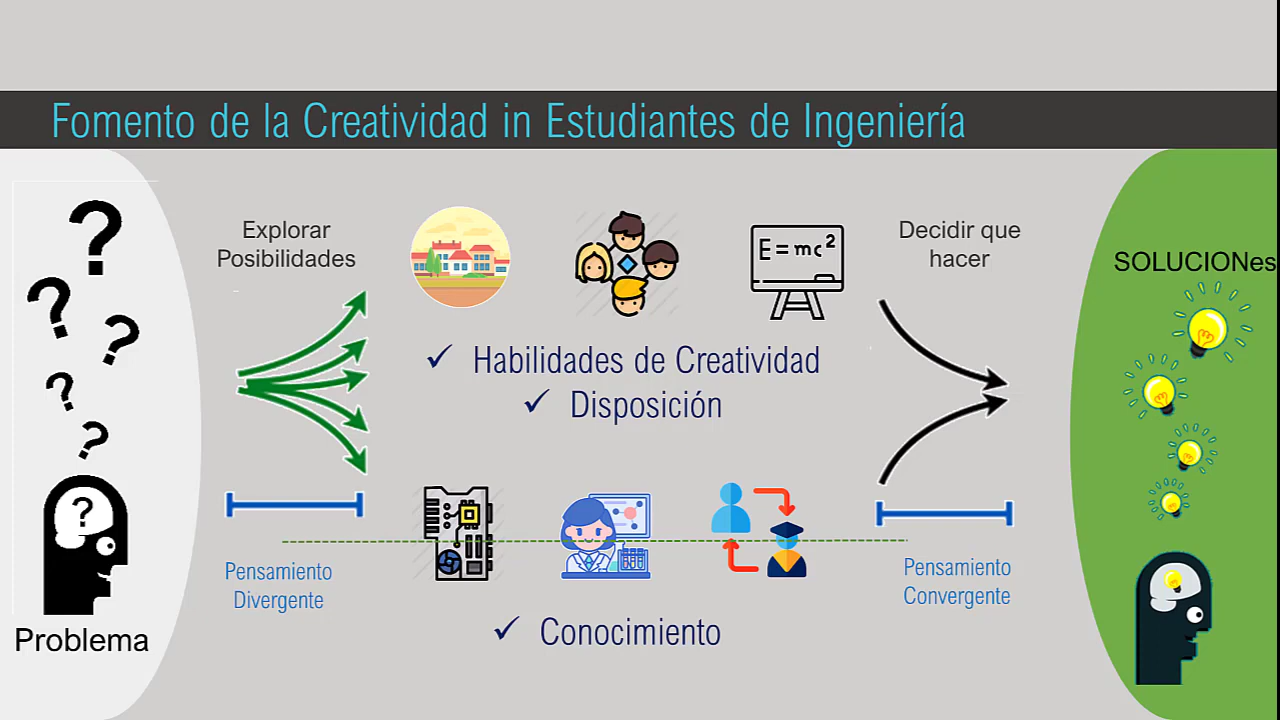 Fomento de la Creatividad in Estudiantes de Ingeniería
?
?
?
?
?
?
Problema
Explorar
Posibilidades
Pensamiento
Divergente
E=mc²
✓ Habilidades de Creatividad
✓ Disposición
✓ Conocimiento
Decidir que
hacer
Pensamiento
Convergente
SOLUCIONes